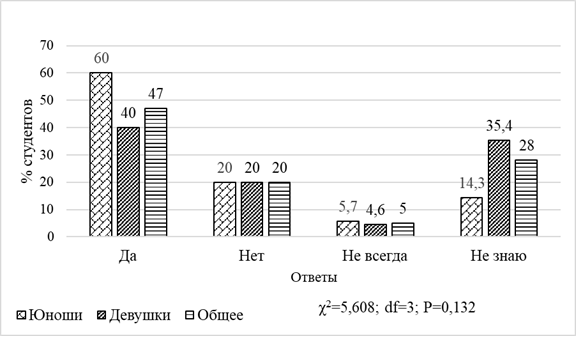 % студентов
70
60
50
40
30
20
10
0
60
40
47
20
20
20
5,7
4,6
5
14,3
35,4
28
Да
Нет
Не всегда
Не знаю
Ответы
Юноши
Девушки
Общее
χ²=5,608; df=3; P=0,132